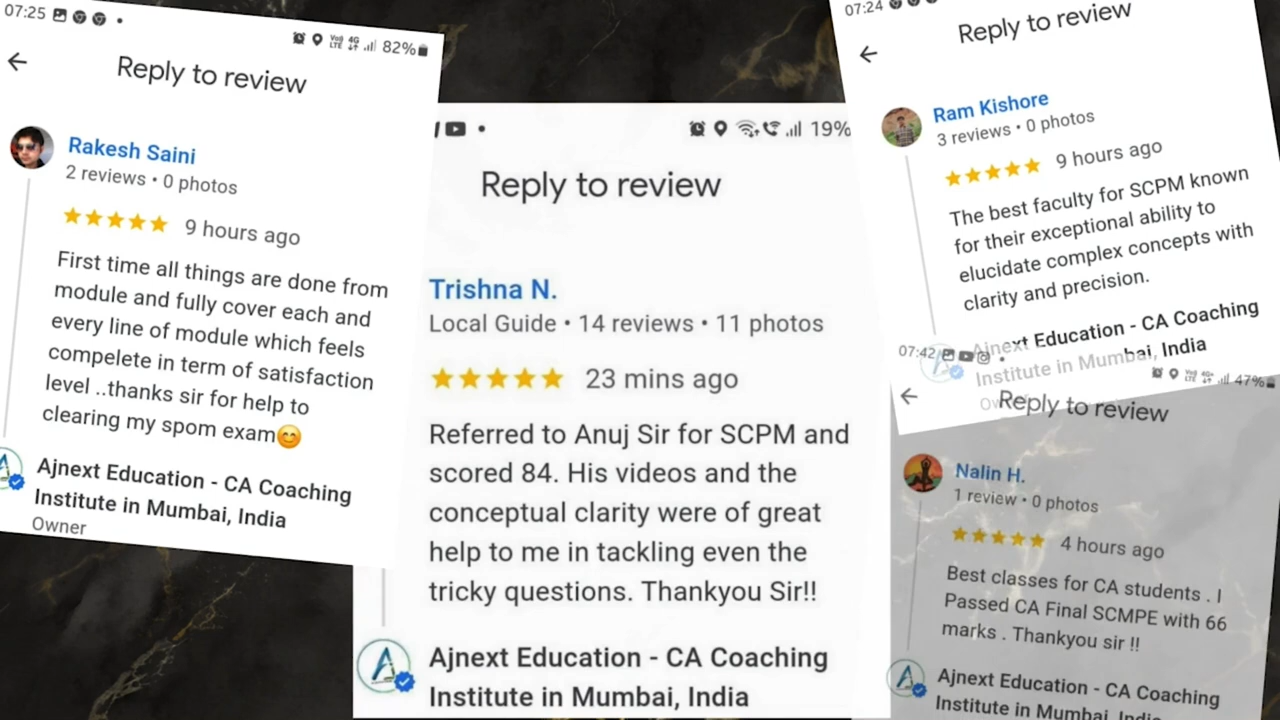 07:25
82%
Reply to review
Rakesh Saini
2 reviews • 0 photos
9 hours ago
First time all things are done from
module and fully cover each and
every line of module which feels
compelete in term of satisfaction
level ..thanks sir for help to
clearing my spom exam😊
Ajnext Education - CA Coaching
Institute in Mumbai, India
Owner
19%
Reply to review
Trishna N.
Local Guide • 14 reviews • 11 photos
23 mins ago
Referred to Anuj Sir for SCPM and
scored 84. His videos and the
conceptual clarity were of great
help to me in tackling even the
tricky questions. Thankyou Sir!!
Ajnext Education - CA Coaching
Institute in Mumbai, India
07:24
Reply to review
Ram Kishore
3 reviews • 0 photos
9 hours ago
The best faculty for SCPM known
for their exceptional ability to
elucidate complex concepts with
clarity and precision.
Ajnext Education - CA Coaching
Institute in Mumbai, India
07:42
47%
Reply to review
Nalin H.
1 review • 0 photos
4 hours ago
Best classes for CA students . I
Passed CA Final SCMPE with 66
marks . Thankyou sir !!
Ajnext Education - CA Coaching
Institute in Mumbai, India